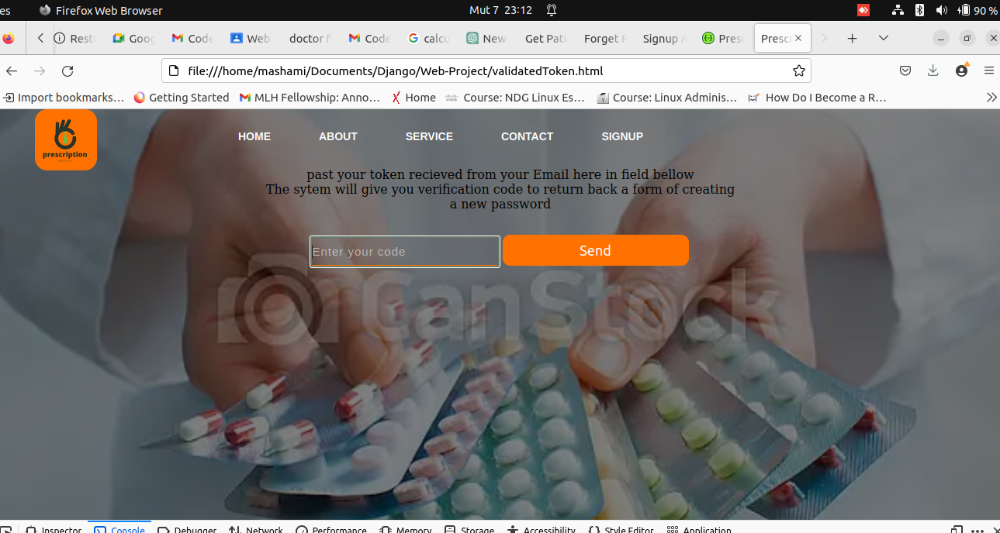 es Firefox Web Browser Mut 7 23:12 90 %
Rest Goog Code Web doctor f Code calcu New Get Pati Forget P Signup A Presc Prescr
file:///home/mashami/Documents/Django/Web-Project/validatedToken.html
Import bookmarks... Getting Started MLH Fellowship: Anno... Home Course: NDG Linux Es... Course: Linux Adminis... How Do I Become a R...
prescription
HOME ABOUT SERVICE CONTACT SIGNUP
past your token recieved from your Email here in field bellow
The sytem will give you verification code to return back a form of creating
a new password
Enter your code Send
CanStock
Inspector Console Debugger Network Performance Memory Storage Accessibility Style Editor Application